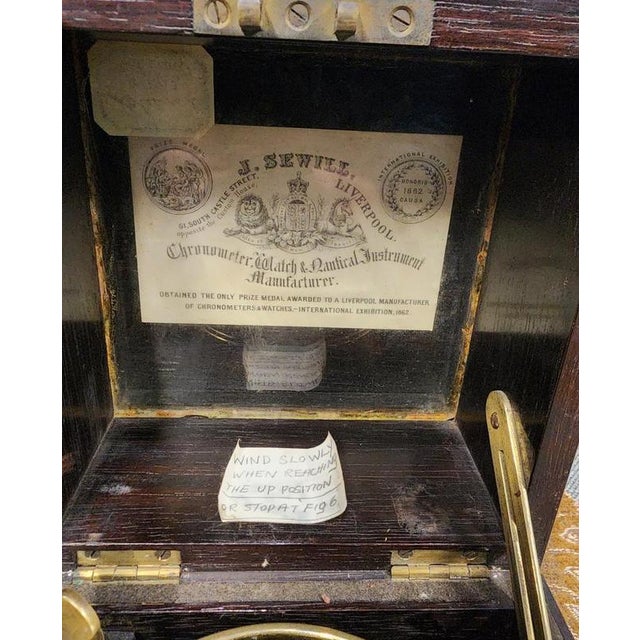 PRIZE MEDAL
J. SEWILL,
LIVERPOOL.
61, SOUTH CASTLE STREET,
opposite the Custom House,
INTERNATIONAL EXHIBITION
HONORIS
1862
CAUSA
Chronometer, Watch & Nautical Instrument
Manufacturer.
OBTAINED THE ONLY PRIZE MEDAL AWARDED TO A LIVERPOOL MANUFACTURER
OF CHRONOMETERS & WATCHES,—INTERNATIONAL EXHIBITION, 1862.
WIND SLOWLY
WHEN REACHING
THE UP POSITION
OR STOP AT FIG 6.